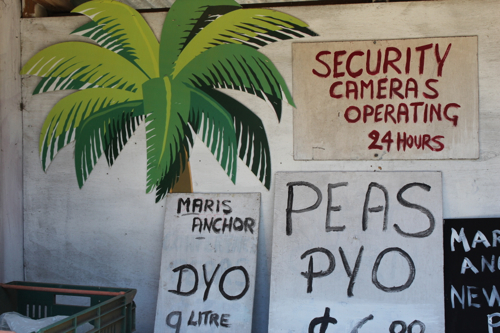 SECURITY
CAMERAS
OPERATING
24 HOURS
MARIS
ANCHOR
DYO
9 LITRE
PEAS
PYO
MAR
AN
NEW